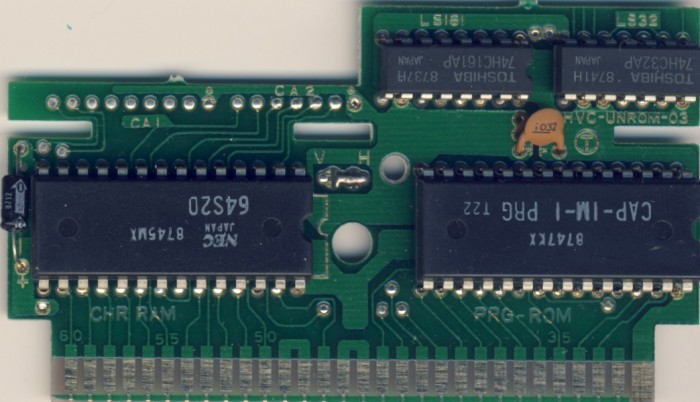 LS161
LS32
8737A TOSHIBA
JAPAN 74HC161AP
8741H TOSHIBA
JAPAN 74HC32AP
CA2
CA1
HVC-UNROM-03
103Z
T
V H
NEC
JAPAN
8745MX
64S20
CAP-1M-1 PRG T22
8747KX
+
CHR RAM
PRG-ROM
60 55 50 35